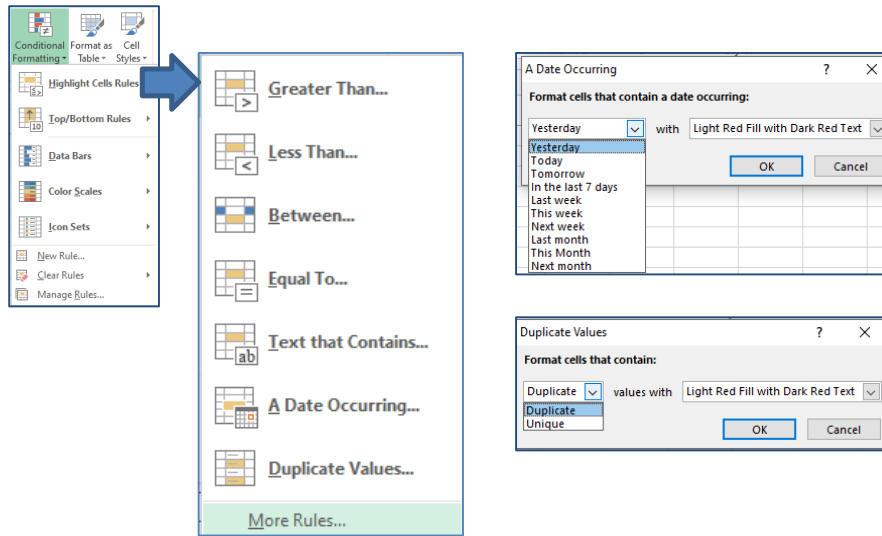 Conditional Format as Cell
Formatting Table Styles
Highlight Cells Rules
≤>
Top/Bottom Rules
10
Data Bars
Color Scales
Icon Sets
New Rule...
Clear Rules
Manage Rules...
Greater Than...
>
Less Than...
<
Between...
Equal To...
=
Text that Contains...
ab
A Date Occurring...
Duplicate Values...
More Rules...
A Date Occurring ? X
Format cells that contain a date occurring:
Yesterday with Light Red Fill with Dark Red Text
Yesterday
Today
Tomorrow
In the last 7 days
Last week
This week
Next week
Last month
This Month
Next month
OK Cancel
Duplicate Values ? X
Format cells that contain:
Duplicate values with Light Red Fill with Dark Red Text
Duplicate
Unique
OK Cancel